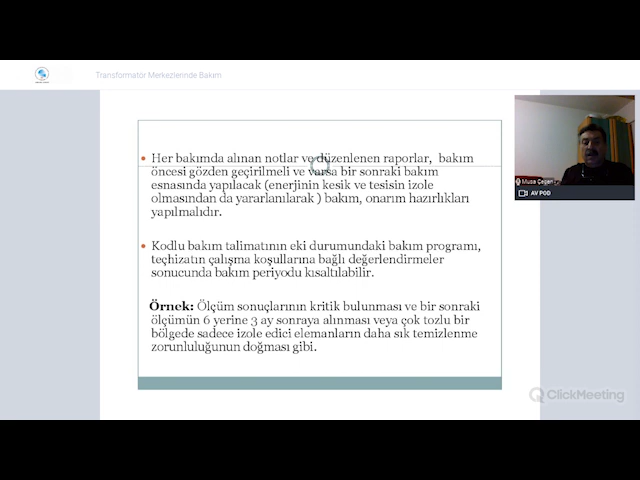 Transformatör Merkezlerinde Bakım
• Her bakımda alınan notlar ve düzenlenen raporlar, bakım
öncesi gözden geçirilmeli ve varsa bir sonraki bakım
esnasında yapılacak (enerjinin kesik ve tesisin izole
olmasından da yararlanılarak ) bakım, onarım hazırlıkları
yapılmalıdır.
• Kodlu bakım talimatının eki durumundaki bakım programı,
teçhizatın çalışma koşullarına bağlı değerlendirmeler
sonucunda bakım periyodu kısaltılabilir.
Örnek: Ölçüm sonuçlarının kritik bulunması ve bir sonraki
ölçümün 6 yerine 3 ay sonraya alınması veya çok tozlu bir
bölgede sadece izole edici elemanların daha sık temizlenme
zorunluluğunun doğması gibi.
Musa Çeçen
AV POD
ClickMeeting